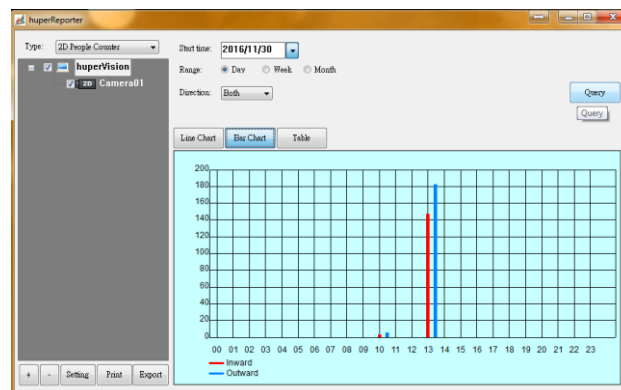 huperReporter
Type: 2D People Counter
huperVision
2D Camera01
Start time: 2016/11/30
Range: Day Week Month
Direction: Both
Query
Query
Line Chart Bar Chart Table
200
180
160
140
120
100
80
60
40
20
0
00 01 02 03 04 05 06 07 08 09 10 11 12 13 14 15 16 17 18 19 20 21 22 23
Inward
Outward
+ - Setting Print Export